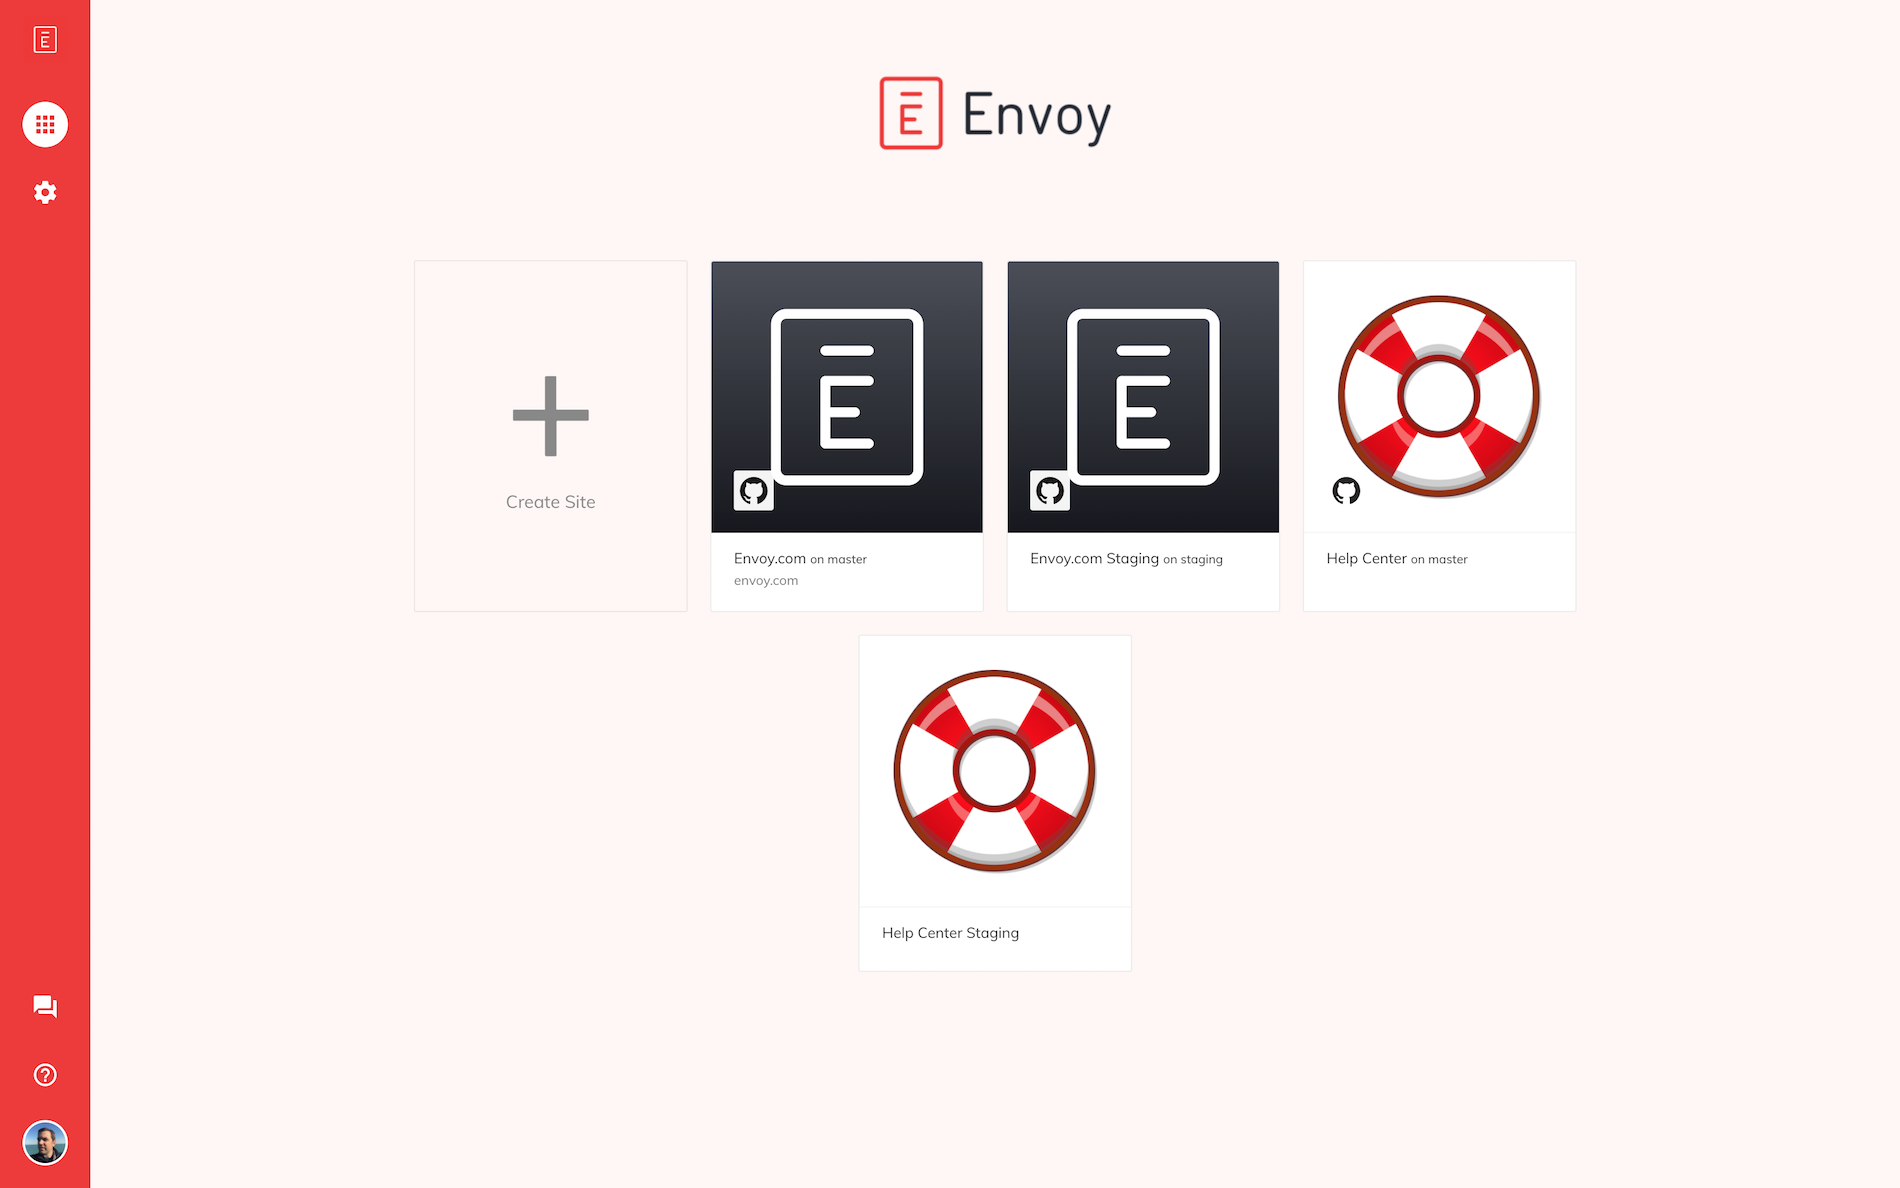 Envoy
Create Site
Envoy.com on master
envoy.com
Envoy.com Staging on staging
Help Center on master
Help Center Staging